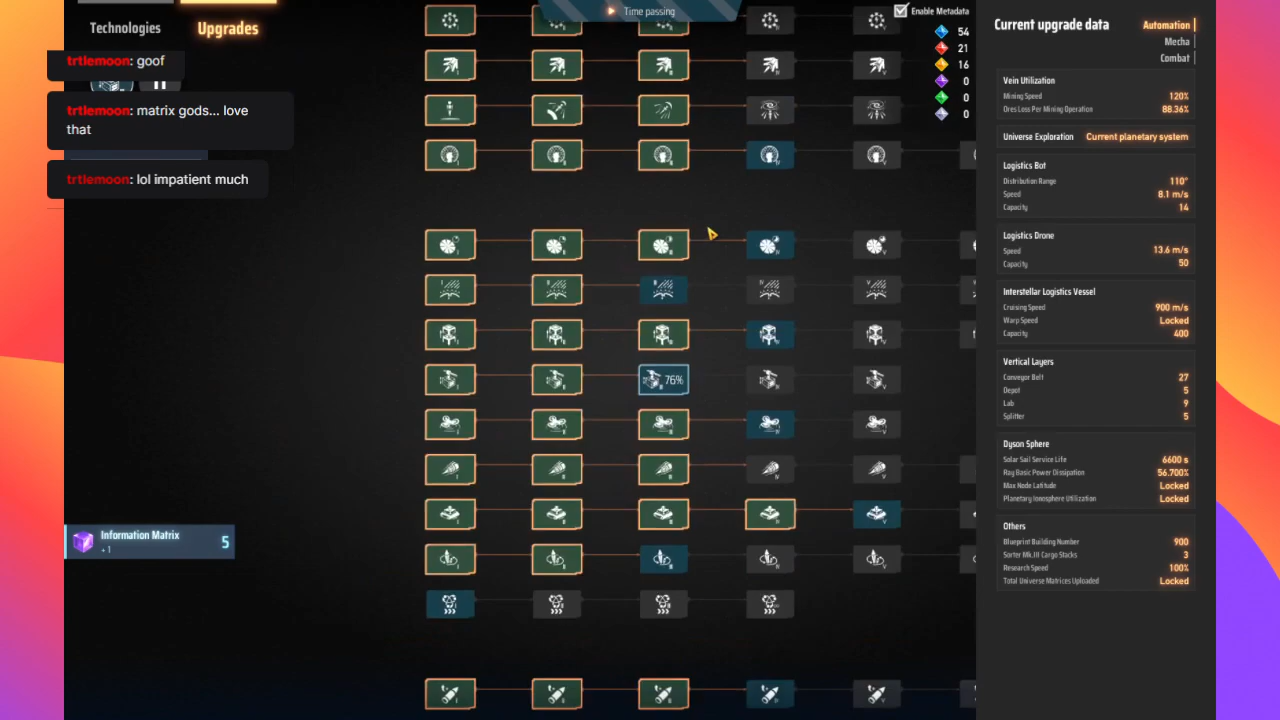 Technologies
Upgrades
Time passing
Enable Metadata
54
21
16
0
0
0
trtlemoon: goof
trtlemoon: matrix gods... love
that
trtlemoon: lol impatient much
76%
Information Matrix
+ 1
5
Current upgrade data
Automation
Mecha
Combat
Vein Utilization
Mining Speed 120%
Ores Loss Per Mining Operation 88.36%
Universe Exploration Current planetary system
Logistics Bot
Distribution Range 110°
Speed 8.1 m/s
Capacity 14
Logistics Drone
Speed 13.6 m/s
Capacity 50
Interstellar Logistics Vessel
Cruising Speed 900 m/s
Warp Speed Locked
Capacity 400
Vertical Layers
Conveyor Belt 27
Depot 5
Lab 9
Splitter 5
Dyson Sphere
Solar Sail Service Life 6600 s
Ray Basic Power Dissipation 56.700%
Max Node Latitude Locked
Planetary Ionosphere Utilization Locked
Others
Blueprint Building Number 900
Sorter Mk.III Cargo Stacks 3
Research Speed 100%
Total Universe Matrices Uploaded Locked